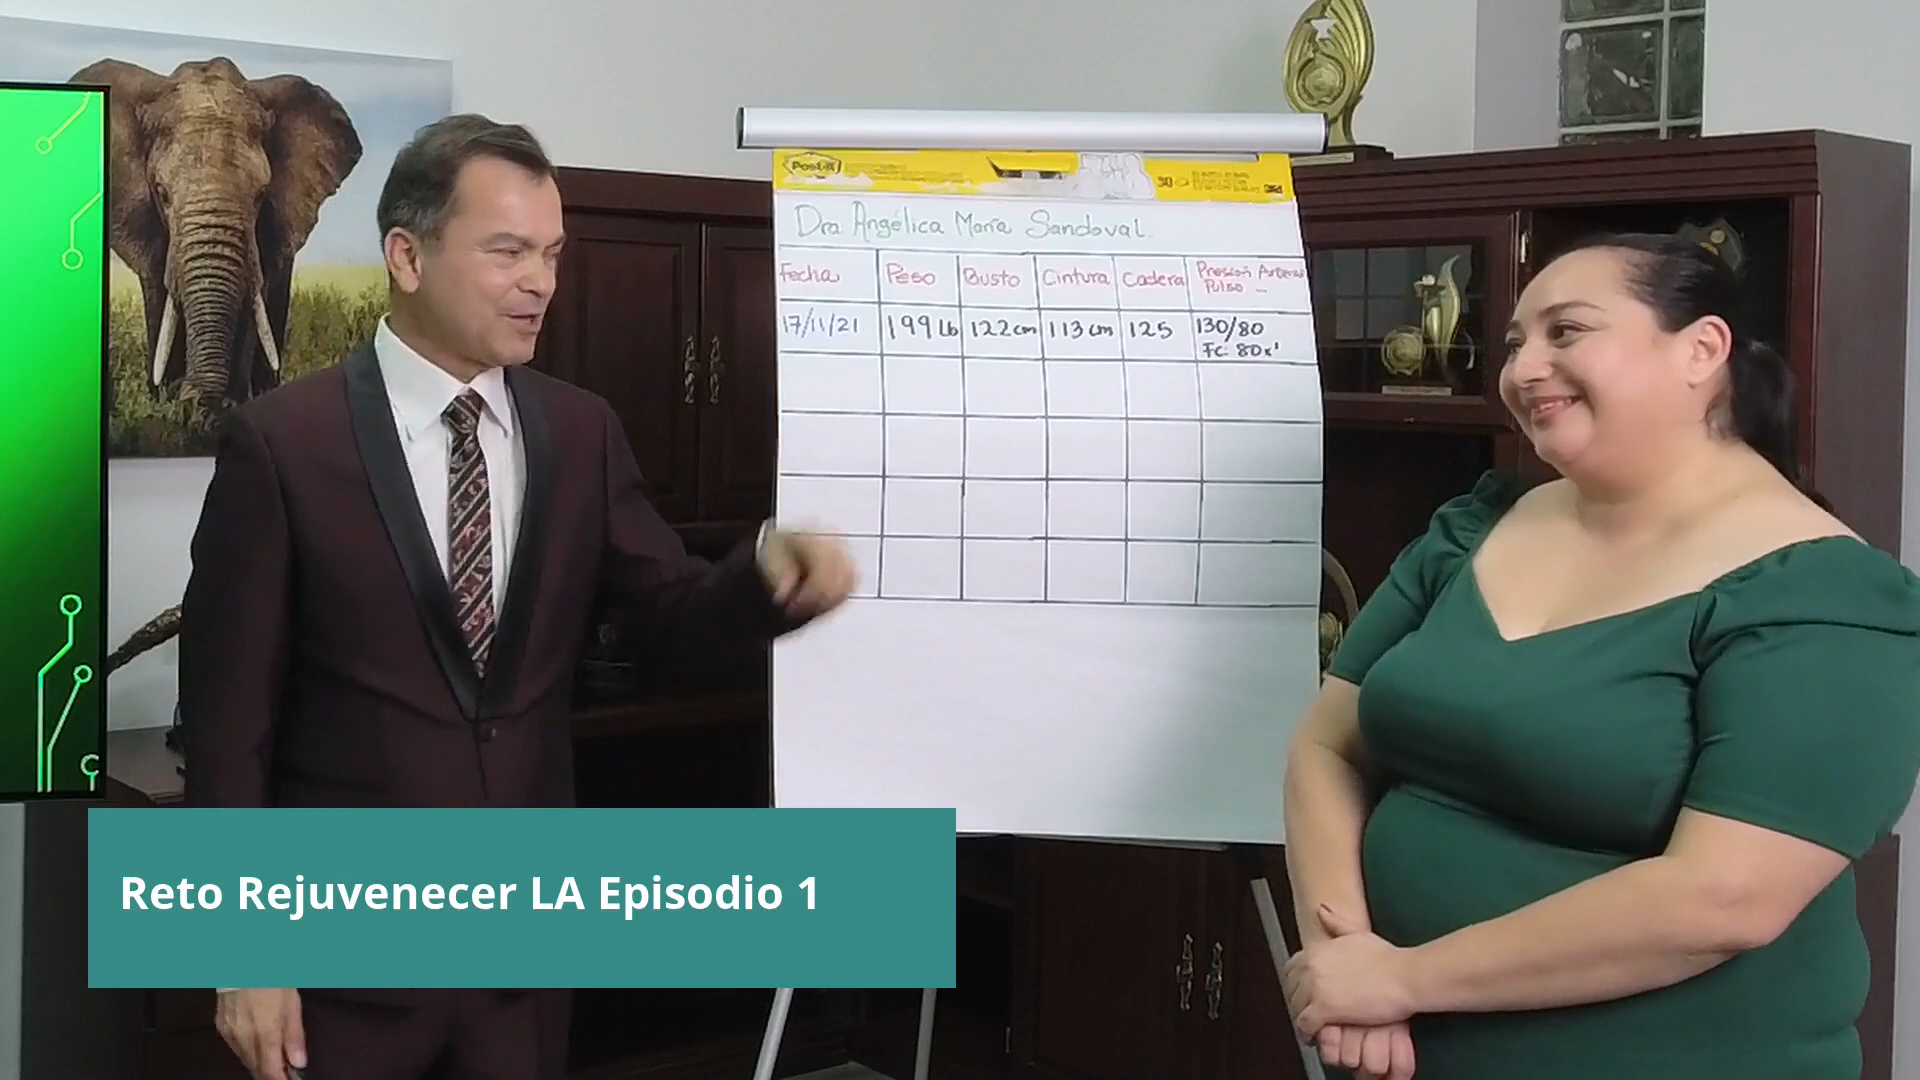 Post-it
Dra. Angélica María Sandoval
Fecha Peso Busto Cintura Cadera Presión Arterial
Pulso -
17/11/21 199 Lb 122 cm 113 cm 125 130/80
Fc: 80x'
Reto Rejuvenecer LA Episodio 1